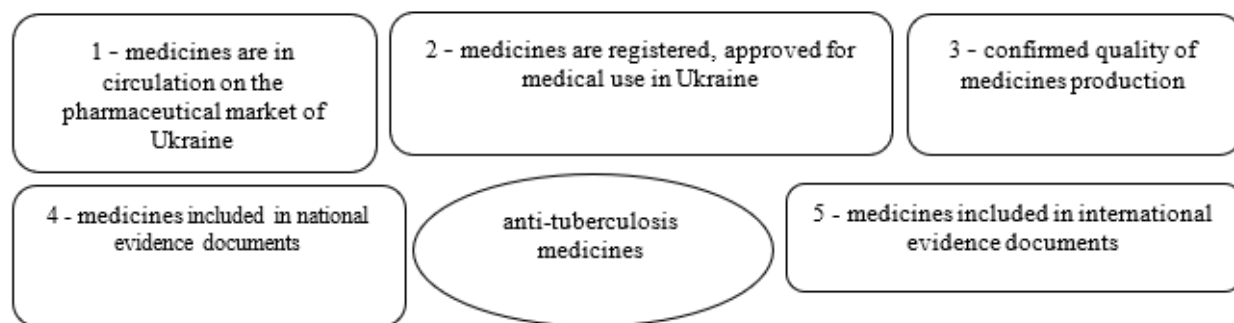 1 - medicines are in
circulation on the
pharmaceutical market of
Ukraine
2 - medicines are registered, approved for
medical use in Ukraine
3 - confirmed quality of
medicines production
4 - medicines included in national
evidence documents
anti-tuberculosis
medicines
5 - medicines included in international
evidence documents